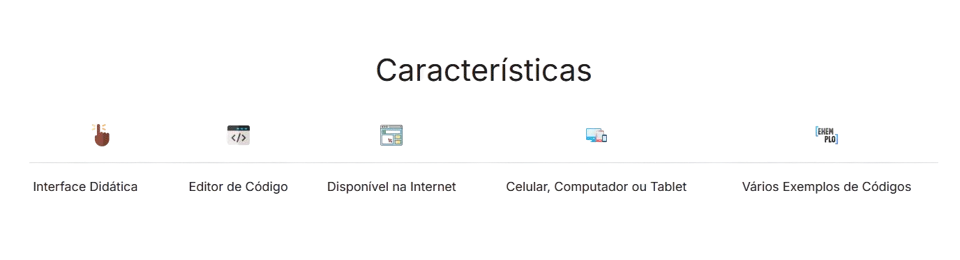 Características
</>
[EXEM
PLO]
Interface Didática
Editor de Código
Disponível na Internet
Celular, Computador ou Tablet
Vários Exemplos de Códigos